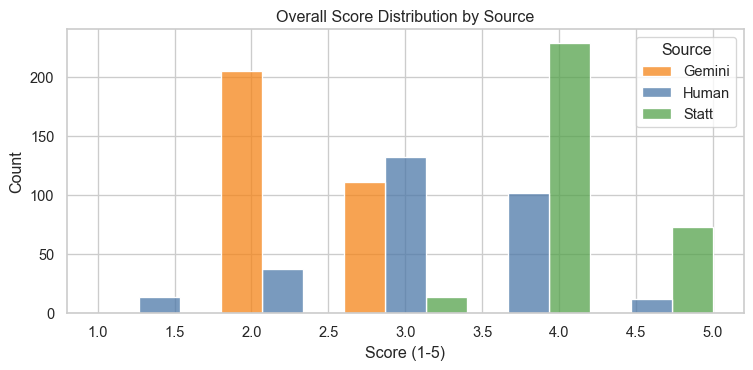 Overall Score Distribution by Source
Source
Gemini
Human
Statt
200
150
100
50
0
Count
1.0 1.5 2.0 2.5 3.0 3.5 4.0 4.5 5.0
Score (1-5)